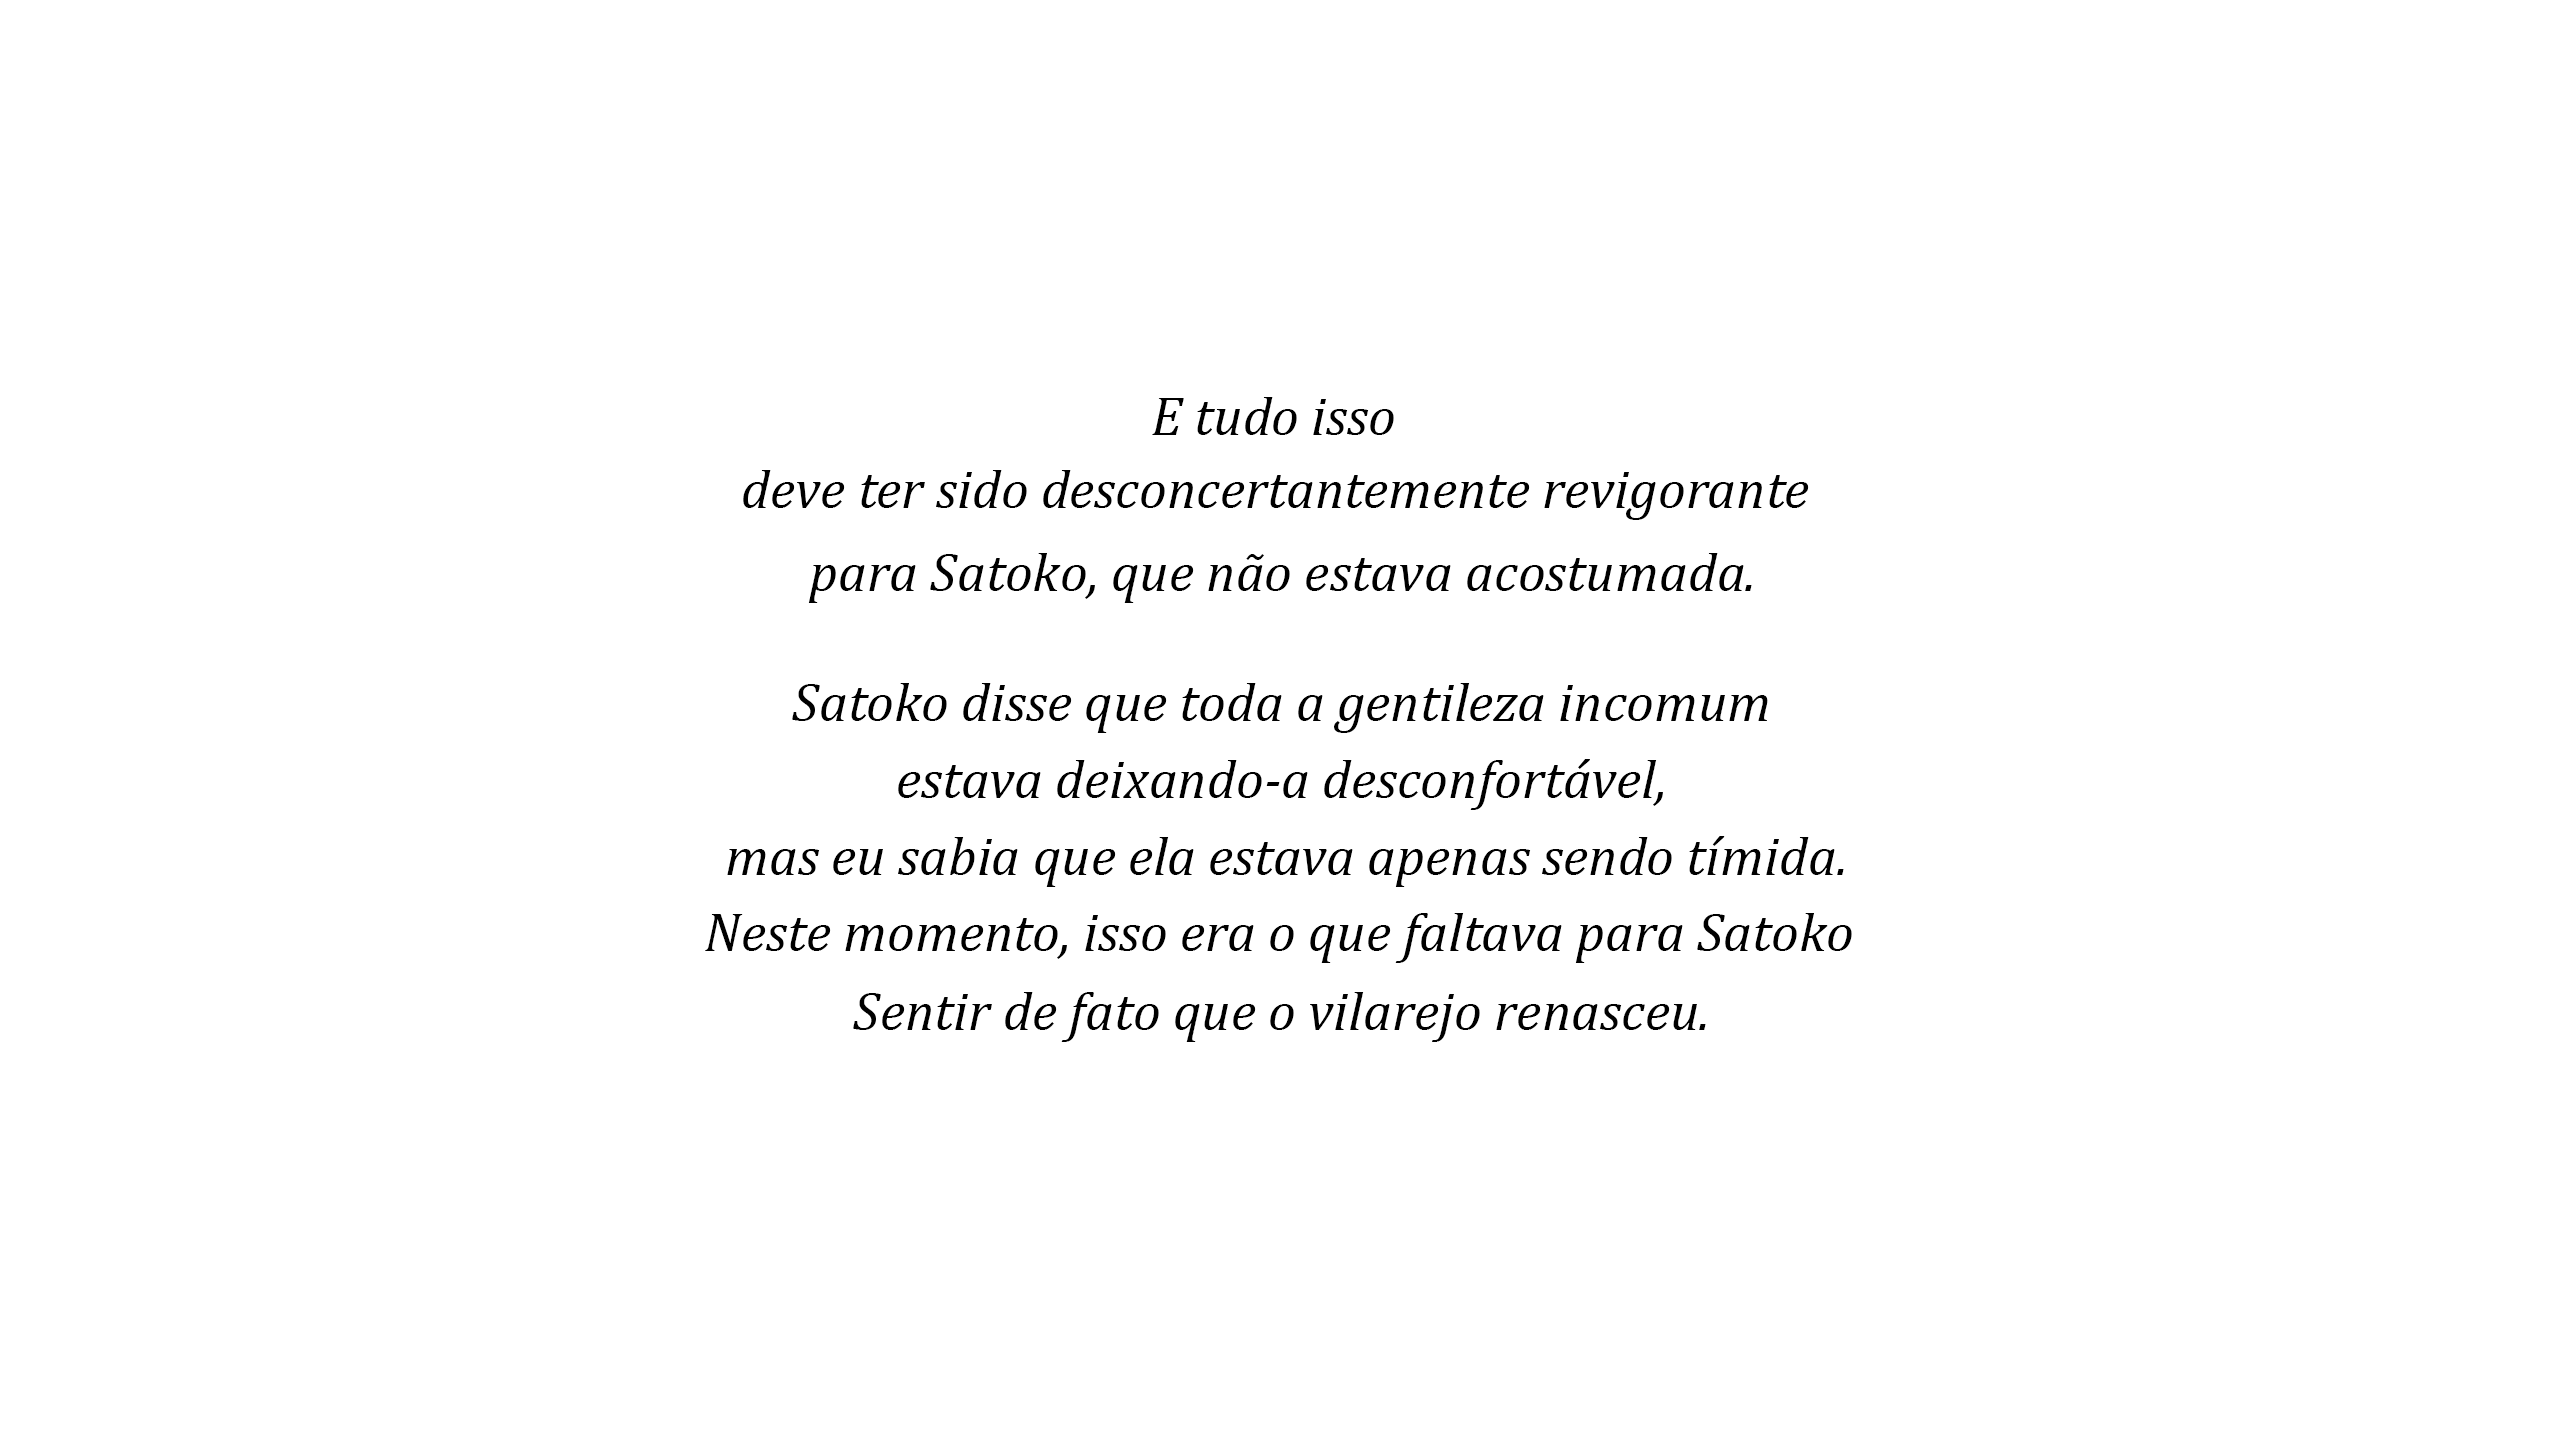 E tudo isso
deve ter sido desconcertantemente revigorante
para Satoko, que não estava acostumada.
Satoko disse que toda a gentileza incomum
estava deixando-a desconfortável,
mas eu sabia que ela estava apenas sendo tímida.
Neste momento, isso era o que faltava para Satoko
Sentir de fato que o vilarejo renasceu.